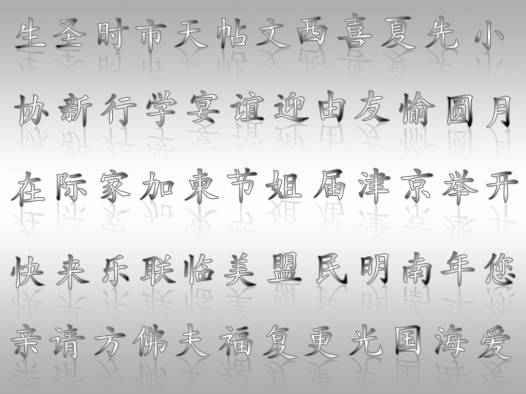 生圣时市天帖文西喜夏先小
协新行学宴谊迎由友愉圆月
在际家加柬节姐届津京举开
快来乐联临美盟民明南年您
亲请方佛夫福复更光国海爱